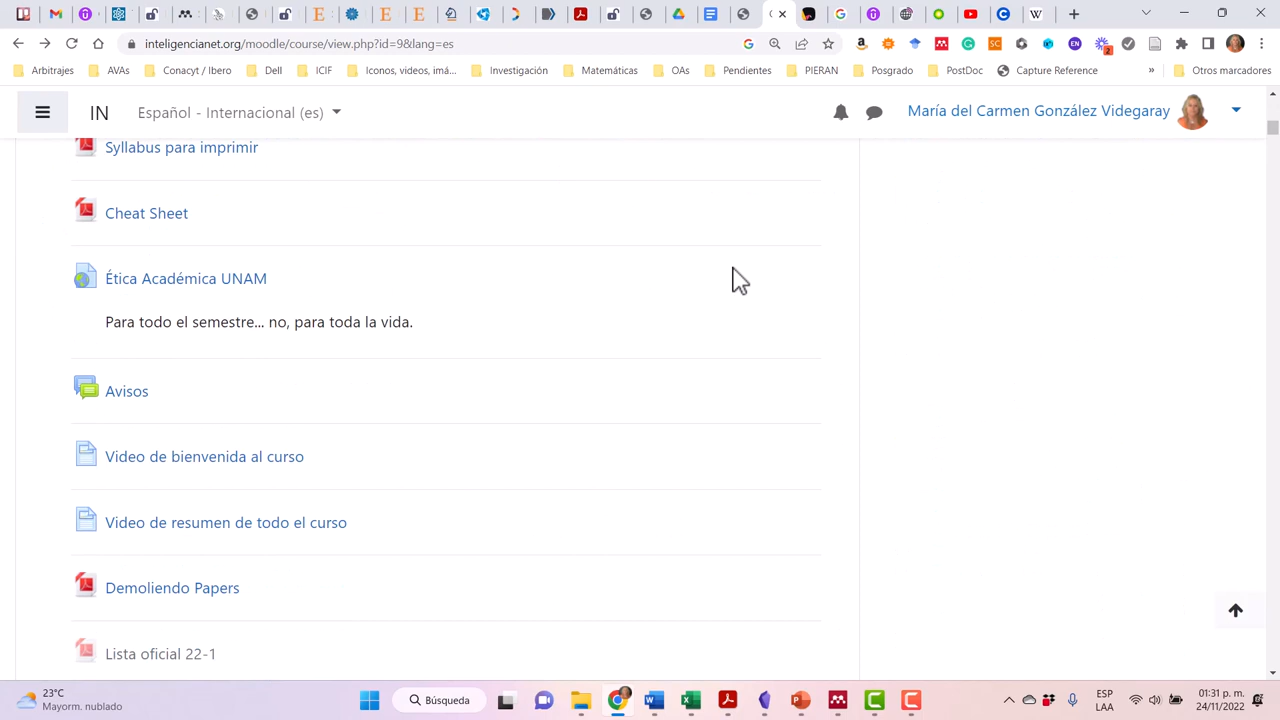 inteligencianet.org/moodle/course/view.php?id=9&lang=es
Arbitrajes
AVAs
Conacyt / Ibero
Dell
ICIF
Iconos, videos, imá...
Investigación
Matemáticas
OAs
Pendientes
PIERAN
Posgrado
PostDoc
Capture Reference
»
Otros marcadores
IN
Español - Internacional (es)
María del Carmen González Videgaray
Syllabus para imprimir
Cheat Sheet
Ética Académica UNAM
Para todo el semestre... no, para toda la vida.
Avisos
Video de bienvenida al curso
Video de resumen de todo el curso
Demoliendo Papers
Lista oficial 22-1
23°C
Mayorm. nublado
Búsqueda
ESP
LAA
01:31 p. m.
24/11/2022